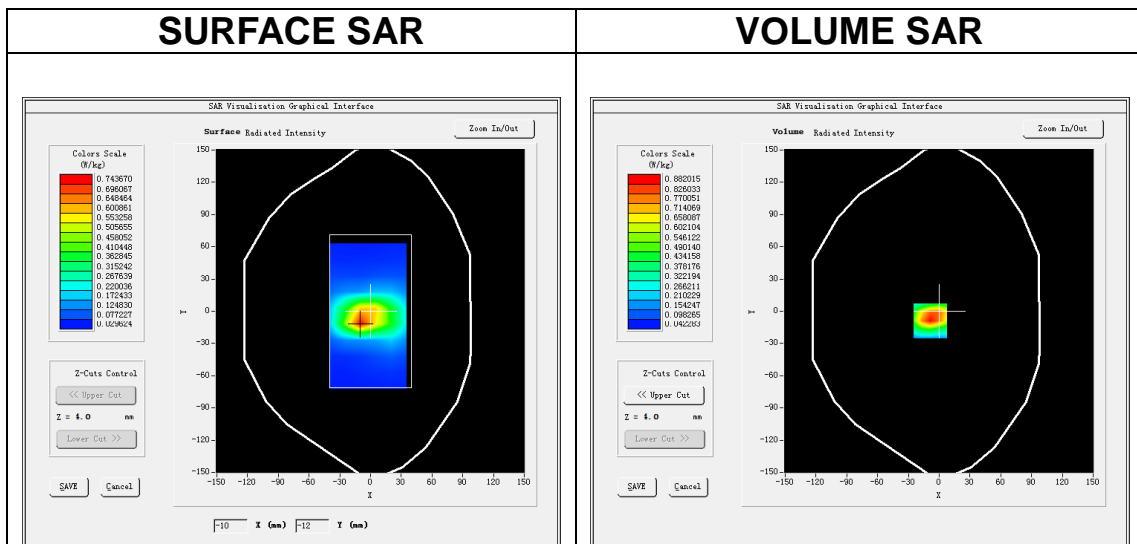 SURFACE SAR
VOLUME SAR
SAR Visualisation Graphical Interface
Surface Radiated Intensity
Zoom In/Out
Colors Scale
(W/kg)
0.743670
0.696067
0.648464
0.600861
0.553258
0.505655
0.458052
0.410448
0.362845
0.315242
0.267639
0.220036
0.172433
0.124830
0.077227
0.029624
150
120
90
60
30
0
-30
-60
-90
-120
-150
Y
-150 -120 -90 -60 -30 0 30 60 90 120 150
X
Z-Cuts Control
<< Upper Cut
Z = 4.0 mm
Lower Cut >>
SAVE Cancel
-10 X (mm) -12 Y (mm)
SAR Visualisation Graphical Interface
Volume Radiated Intensity
Zoom In/Out
Colors Scale
(W/kg)
0.882015
0.826033
0.770051
0.714069
0.658087
0.602104
0.546122
0.490140
0.434158
0.378176
0.322194
0.266211
0.210229
0.154247
0.098265
0.042283
150
120
90
60
30
0
-30
-60
-90
-120
-150
Y
-150 -120 -90 -60 -30 0 30 60 90 120 150
X
Z-Cuts Control
<< Upper Cut
Z = 4.0 mm
Lower Cut >>
SAVE Cancel